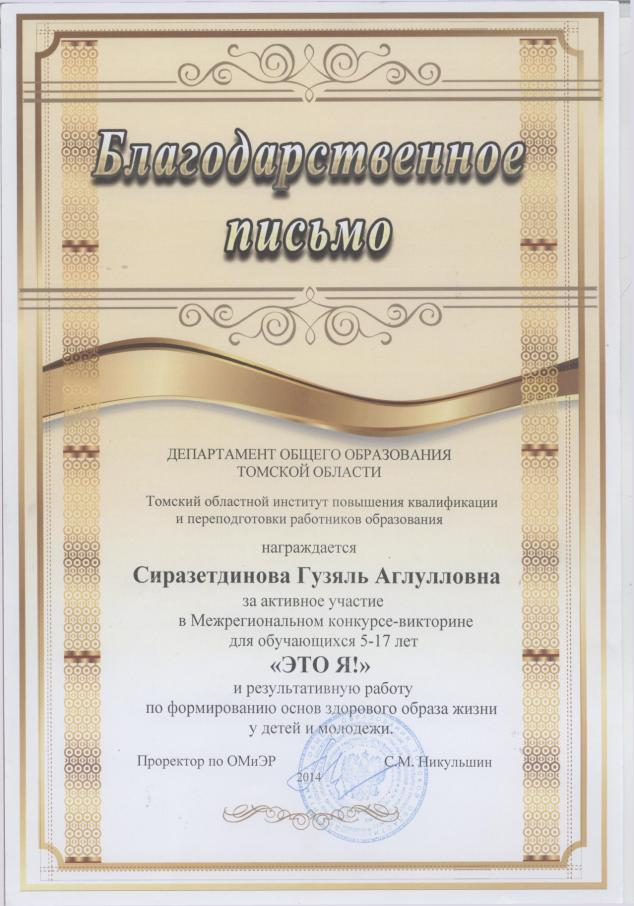 Благодарственное
письмо
ДЕПАРТАМЕНТ ОБЩЕГО ОБРАЗОВАНИЯ
ТОМСКОЙ ОБЛАСТИ
Томский областной институт повышения квалификации
и переподготовки работников образования
награждается
Сиразетдинова Гузяль Аглулловна
за активное участие
в Межрегиональном конкурсе-викторине
для обучающихся 5-17 лет
«ЭТО Я!»
и результативную работу
по формированию основ здорового образа жизни
у детей и молодежи.
Проректор по ОМиЭР С.М. Никульшин
2014